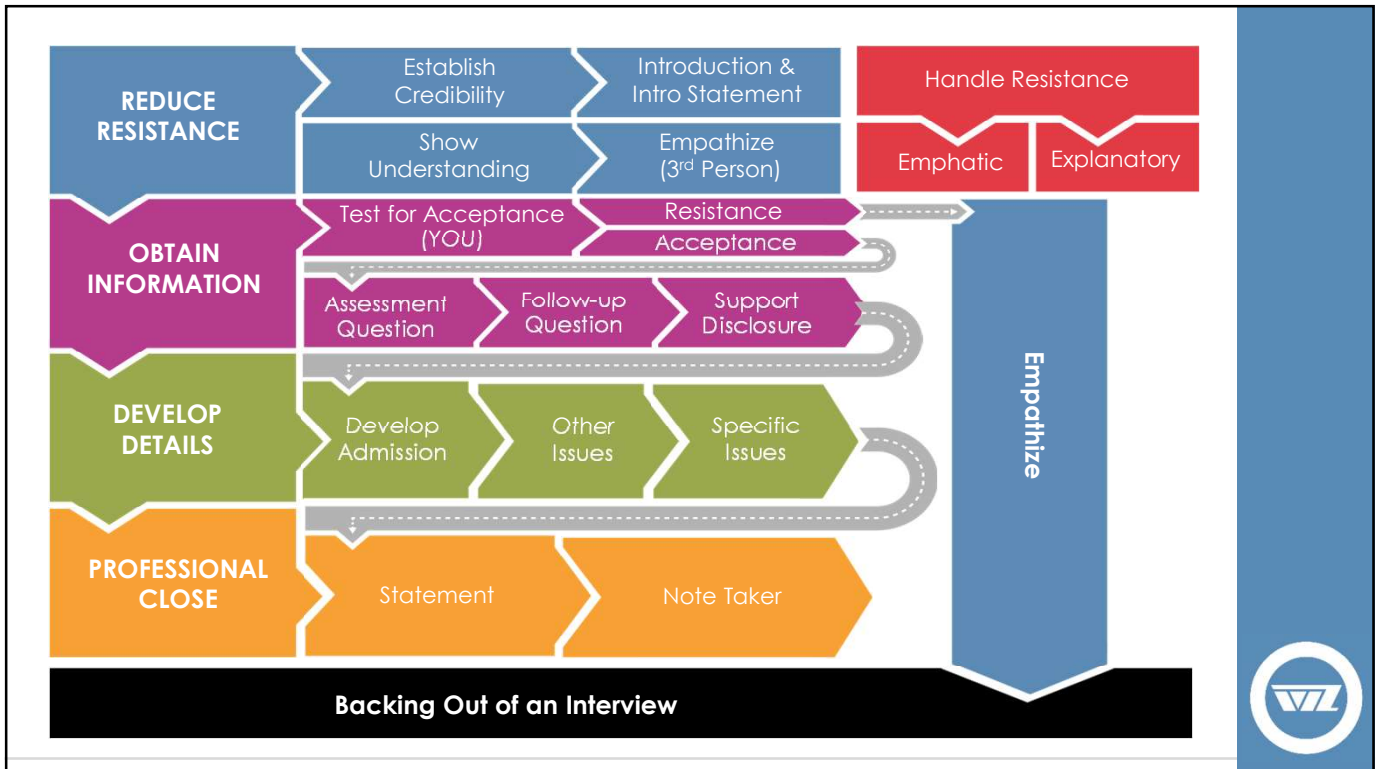 REDUCE
RESISTANCE
Establish
Credibility
Introduction &
Intro Statement
Show
Understanding
Empathize
(3rd Person)
Handle Resistance
Emphatic
Explanatory
OBTAIN
INFORMATION
Test for Acceptance
(YOU)
Resistance
Acceptance
Assessment
Question
Follow-up
Question
Support
Disclosure
Empathize
DEVELOP
DETAILS
Develop
Admission
Other
Issues
Specific
Issues
PROFESSIONAL
CLOSE
Statement
Note Taker
Backing Out of an Interview
WZ